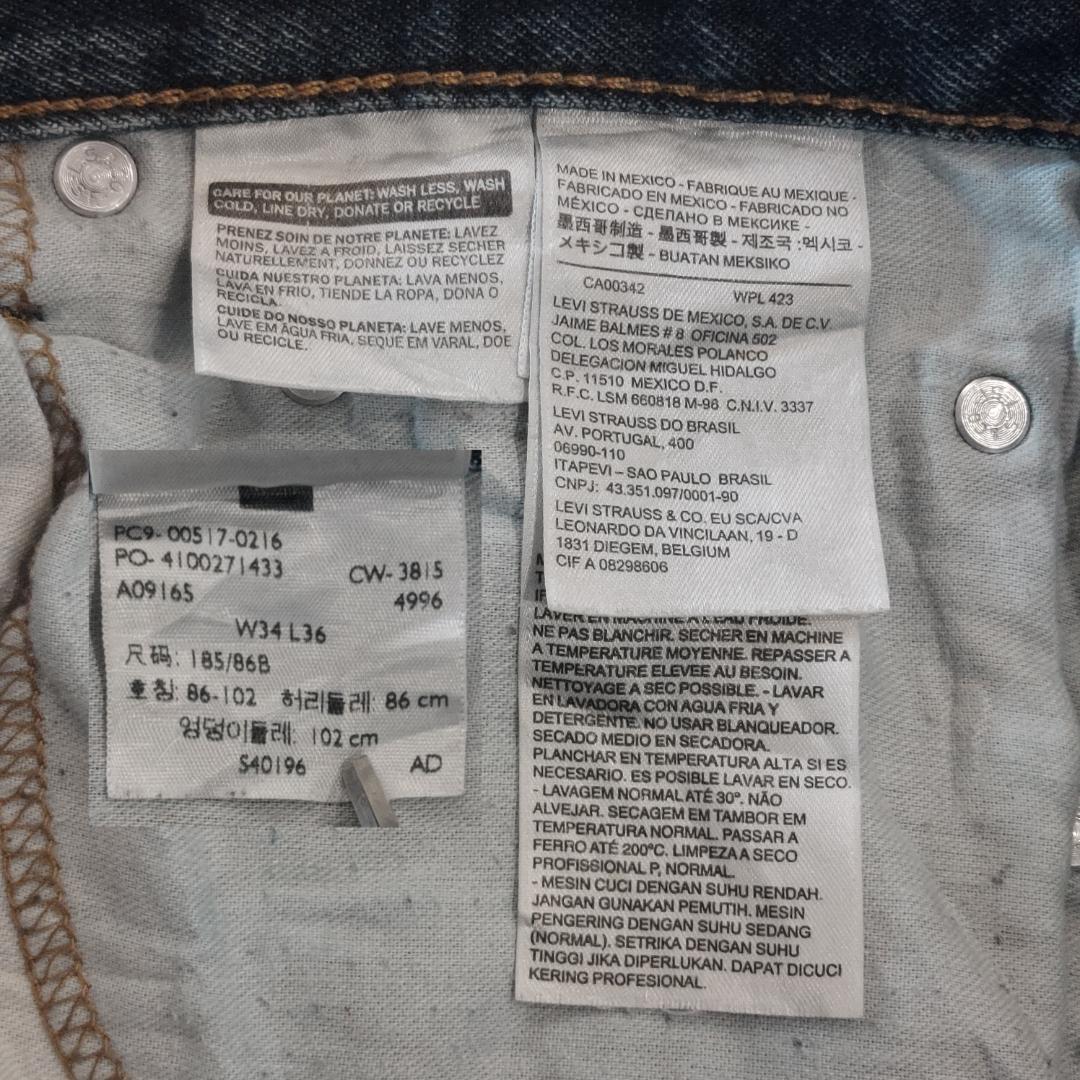 CARE FOR OUR PLANET: WASH LESS, WASH
COLD, LINE DRY, DONATE OR RECYCLE
PRENEZ SOIN DE NOTRE PLANETE: LAVEZ
MOINS, LAVEZ A FROID, LAISSEZ SECHER
NATURELLEMENT, DONNEZ OU RECYCLEZ
CUIDA NUESTRO PLANETA: LAVA MENOS,
LAVA EN FRIO, TIENDE LA ROPA, DONA O
RECICLA.
CUIDE DO NOSSO PLANETA: LAVE MENOS,
LAVE EM ÁGUA FRIA, SEQUE EM VARAL, DOE
OU RECICLE.
MADE IN MEXICO - FABRIQUE AU MEXIQUE -
FABRICADO EN MEXICO - FABRICADO NO
MÉXICO - СДЕЛАНО В МЕКСИКЕ -
墨西哥制造 - 墨西哥製 - 제조국 :멕시코 -
メキシコ製 - BUATAN MEKSIKO
CA00342 WPL 423
LEVI STRAUSS DE MEXICO, S.A. DE C.V.
JAIME BALMES # 8 OFICINA 502
COL. LOS MORALES POLANCO
DELEGACION MIGUEL HIDALGO
C.P. 11510 MEXICO D.F.
R.F.C. LSM 660818 M-96 C.N.I.V. 3337
LEVI STRAUSS DO BRASIL
AV. PORTUGAL, 400
06990-110
ITAPEVI – SAO PAULO BRASIL
CNPJ: 43.351.097/0001-90
LEVI STRAUSS & CO. EU SCA/CVA
LEONARDO DA VINCILAAN, 19 - D
1831 DIEGEM, BELGIUM
CIF A 08298606
PC9-00517-0216
PO-4100271433 CW-3815
A09165 4996
W34 L36
尺码: 185/86B
호칭: 86-102 허리둘레: 86 cm
엉덩이둘레: 102 cm
S40196 AD
LAVER EN MACHINE A L'EAU FROIDE.
NE PAS BLANCHIR. SECHER EN MACHINE
A TEMPERATURE MOYENNE. REPASSER A
TEMPERATURE ELEVEE AU BESOIN.
NETTOYAGE A SEC POSSIBLE. - LAVAR
EN LAVADORA CON AGUA FRIA Y
DETERGENTE. NO USAR BLANQUEADOR.
SECADO MEDIO EN SECADORA.
PLANCHAR EN TEMPERATURA ALTA SI ES
NECESARIO. ES POSIBLE LAVAR EN SECO.
- LAVAGEM NORMAL ATÉ 30º. NÃO
ALVEJAR. SECAGEM EM TAMBOR EM
TEMPERATURA NORMAL. PASSAR A
FERRO ATÉ 200ºC. LIMPEZA A SECO
PROFISSIONAL P, NORMAL.
- MESIN CUCI DENGAN SUHU RENDAH.
JANGAN GUNAKAN PEMUTIH. MESIN
PENGERING DENGAN SUHU SEDANG
(NORMAL). SETRIKA DENGAN SUHU
TINGGI JIKA DIPERLUKAN. DAPAT DICUCI
KERING PROFESIONAL.